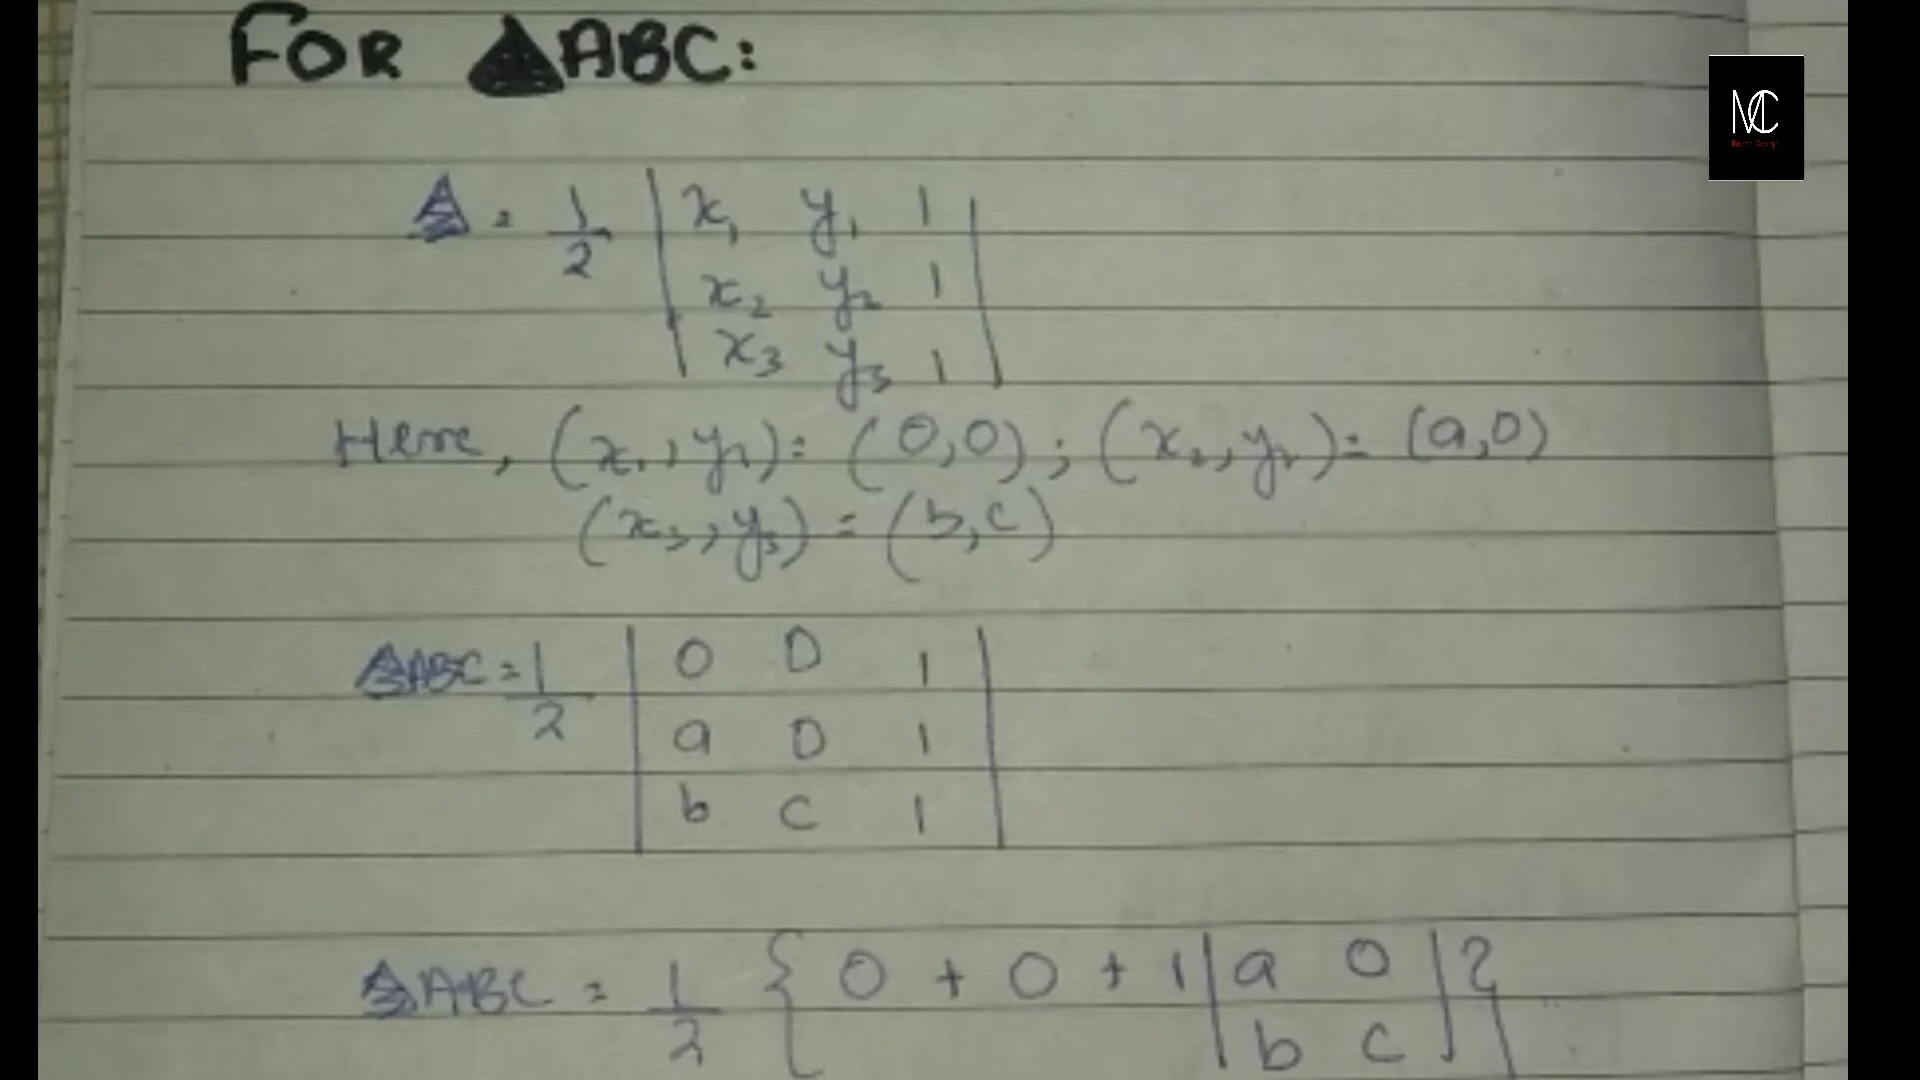 FOR ▲ABC:
Δ = 1/2 | x₁ y₁ 1 |
| x₂ y₂ 1 |
| x₃ y₃ 1 |
Here, (x₁, y₁) = (0,0) ; (x₂, y₂) = (a,0)
(x₃, y₃) = (b,c)
ΔABC = 1/2 | 0 0 1 |
| a 0 1 |
| b c 1 |
ΔABC = 1/2 { 0 + 0 + 1 | a 0 | }
| b c |
MC